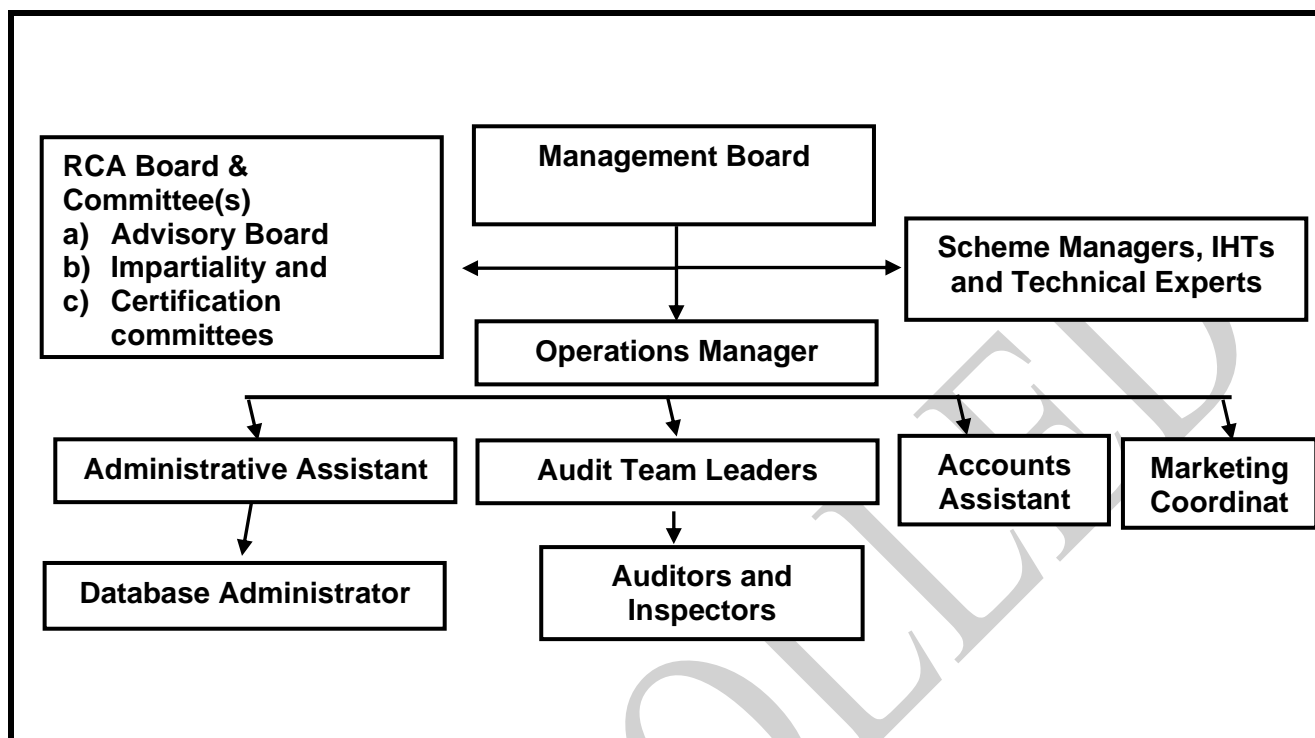 Management Board
RCA Board &
Committee(s)
a) Advisory Board
b) Impartiality and
c) Certification
committees
Scheme Managers, IHTs
and Technical Experts
Operations Manager
Administrative Assistant
Audit Team Leaders
Accounts
Assistant
Marketing
Coordinat
Database Administrator
Auditors and
Inspectors
OLLED